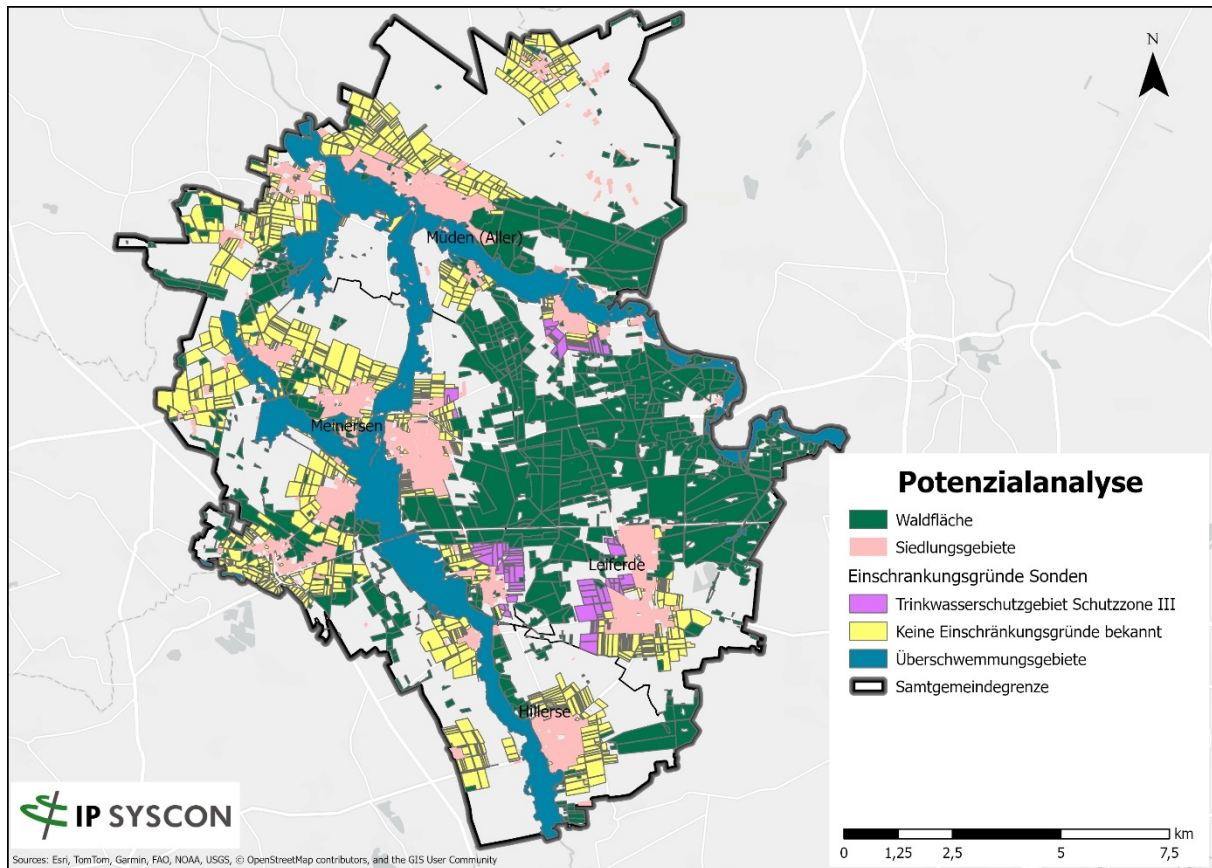 N
Müden (Aller)
Meinersen
Leiferde
Hillerse
Potenzialanalyse
Waldfläche
Siedlungsgebiete
Einschrankungsgründe Sonden
Trinkwasserschutzgebiet Schutzzone III
Keine Einschränkungsgründe bekannt
Überschwemmungsgebiete
Samtgemeindegrenze
km
0 1,25 2,5 5 7,5
IP SYSCON
Sources: Esri, TomTom, Garmin, FAO, NOAA, USGS, © OpenStreetMap contributors, and the GIS User Community